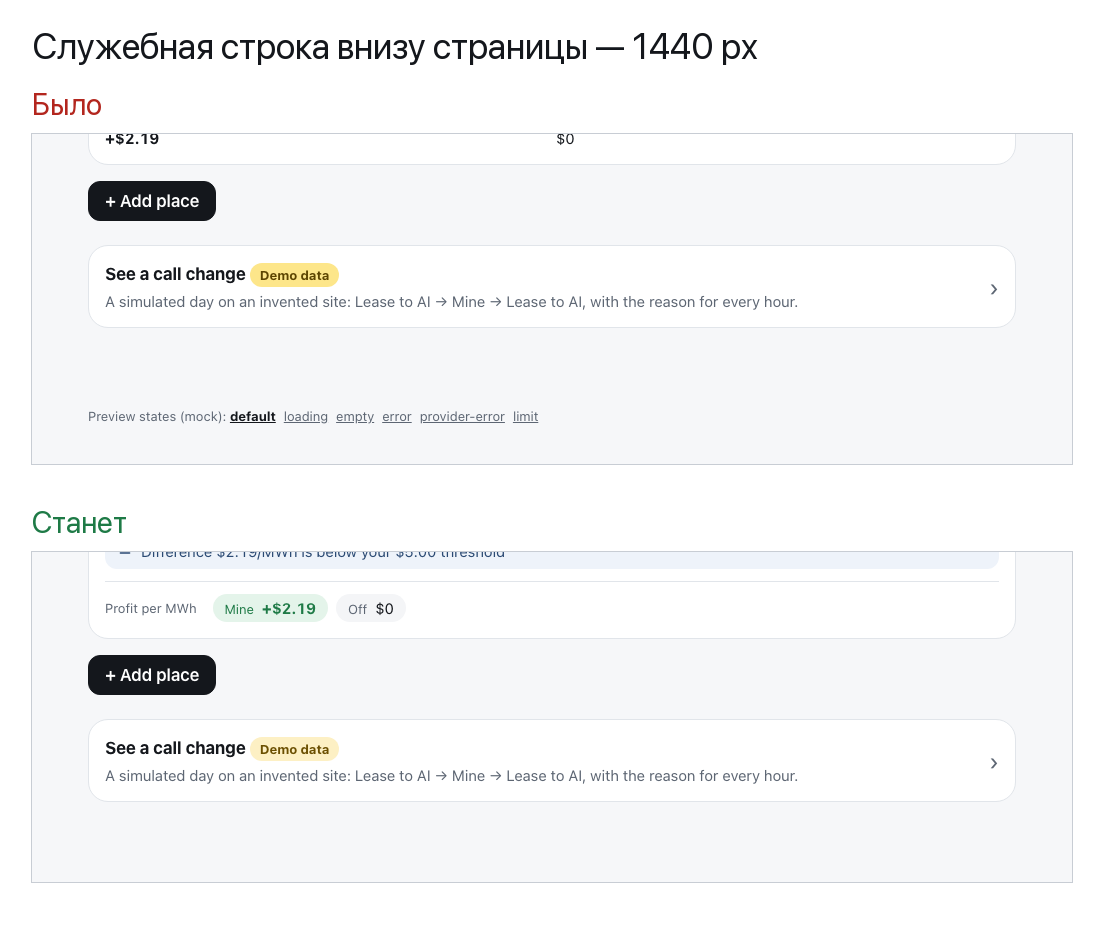 Служебная строка внизу страницы — 1440 px
Было
+$2.19 $0
+ Add place
See a call change Demo data
A simulated day on an invented site: Lease to AI → Mine → Lease to AI, with the reason for every hour.
›
Preview states (mock): default loading empty error provider-error limit
Станет
— Difference $2.19/MWh is below your $5.00 threshold
Profit per MWh Mine +$2.19 Off $0
+ Add place
See a call change Demo data
A simulated day on an invented site: Lease to AI → Mine → Lease to AI, with the reason for every hour.
›